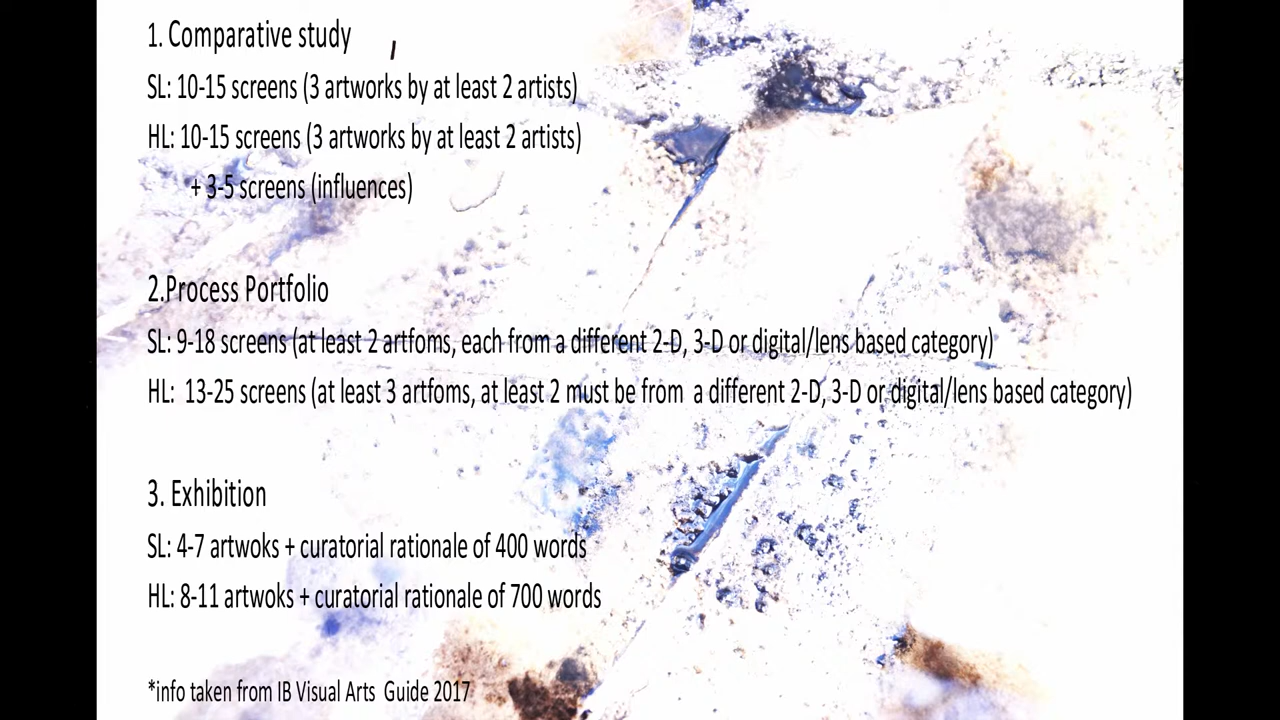 1. Comparative study
SL: 10-15 screens (3 artworks by at least 2 artists)
HL: 10-15 screens (3 artworks by at least 2 artists)
+ 3-5 screens (influences)
2.Process Portfolio
SL: 9-18 screens (at least 2 artfoms, each from a different 2-D, 3-D or digital/lens based category)
HL: 13-25 screens (at least 3 artfoms, at least 2 must be from a different 2-D, 3-D or digital/lens based category)
3. Exhibition
SL: 4-7 artwoks + curatorial rationale of 400 words
HL: 8-11 artwoks + curatorial rationale of 700 words
*info taken from IB Visual Arts Guide 2017